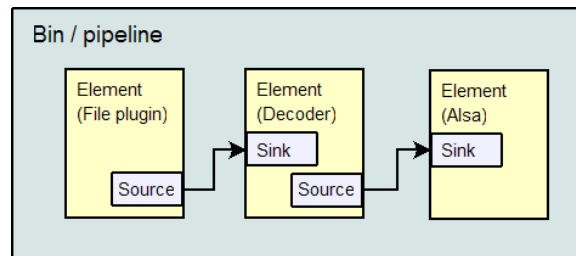 Bin / pipeline
Element
(File plugin)
Source
Element
(Decoder)
Sink
Source
Element
(Alsa)
Sink